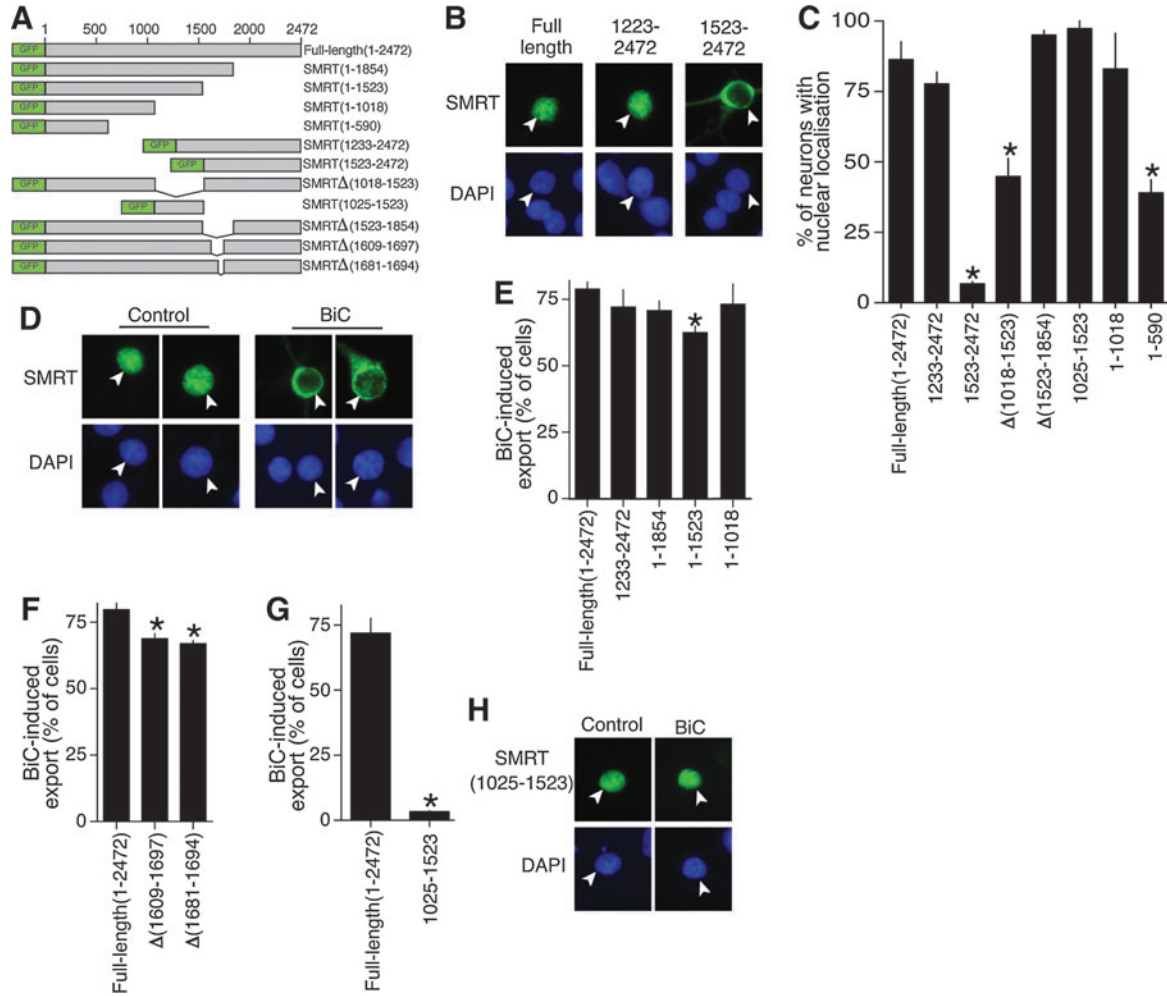 A
1 500 1000 1500 2000 2472
GFP Full-length(1-2472)
GFP SMRT(1-1854)
GFP SMRT(1-1523)
GFP SMRT(1-1018)
GFP SMRT(1-590)
GFP SMRT(1233-2472)
GFP SMRT(1523-2472)
GFP SMRTΔ(1018-1523)
GFP SMRT(1025-1523)
GFP SMRTΔ(1523-1854)
GFP SMRTΔ(1609-1697)
GFP SMRTΔ(1681-1694)
B
Full length
1223-2472
1523-2472
SMRT
DAPI
C
% of neurons with
nuclear localisation
100
75
50
25
0
* * *
Full-length(1-2472)
1233-2472
1523-2472
Δ(1018-1523)
Δ(1523-1854)
1025-1523
1-1018
1-590
D
Control BiC
SMRT
DAPI
E
BiC-induced
export (% of cells)
75
50
25
0
*
Full-length(1-2472)
1233-2472
1-1854
1-1523
1-1018
F
BiC-induced
export (% of cells)
75
50
25
0
* *
Full-length(1-2472)
Δ(1609-1697)
Δ(1681-1694)
G
BiC-induced
export (% of cells)
75
50
25
0
*
Full-length(1-2472)
1025-1523
H
Control BiC
SMRT
(1025-1523)
DAPI